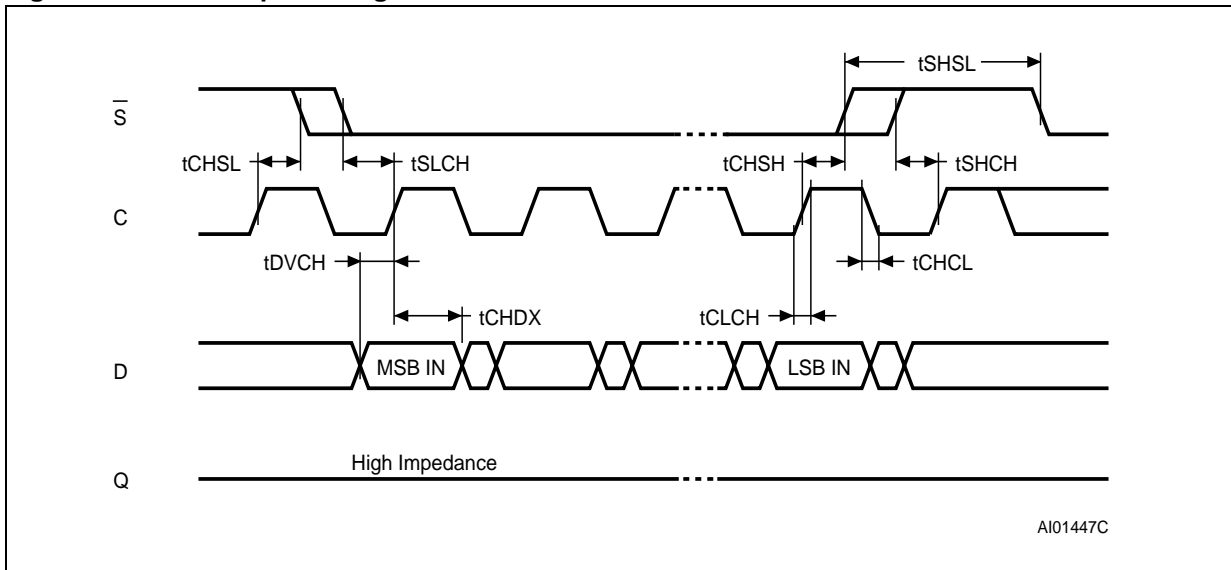 tSHSL
S
tCHSL
tSLCH
tCHSH
tSHCH
C
tDVCH
tCHCL
tCHDX
tCLCH
D
MSB IN
LSB IN
High Impedance
Q
AI01447C